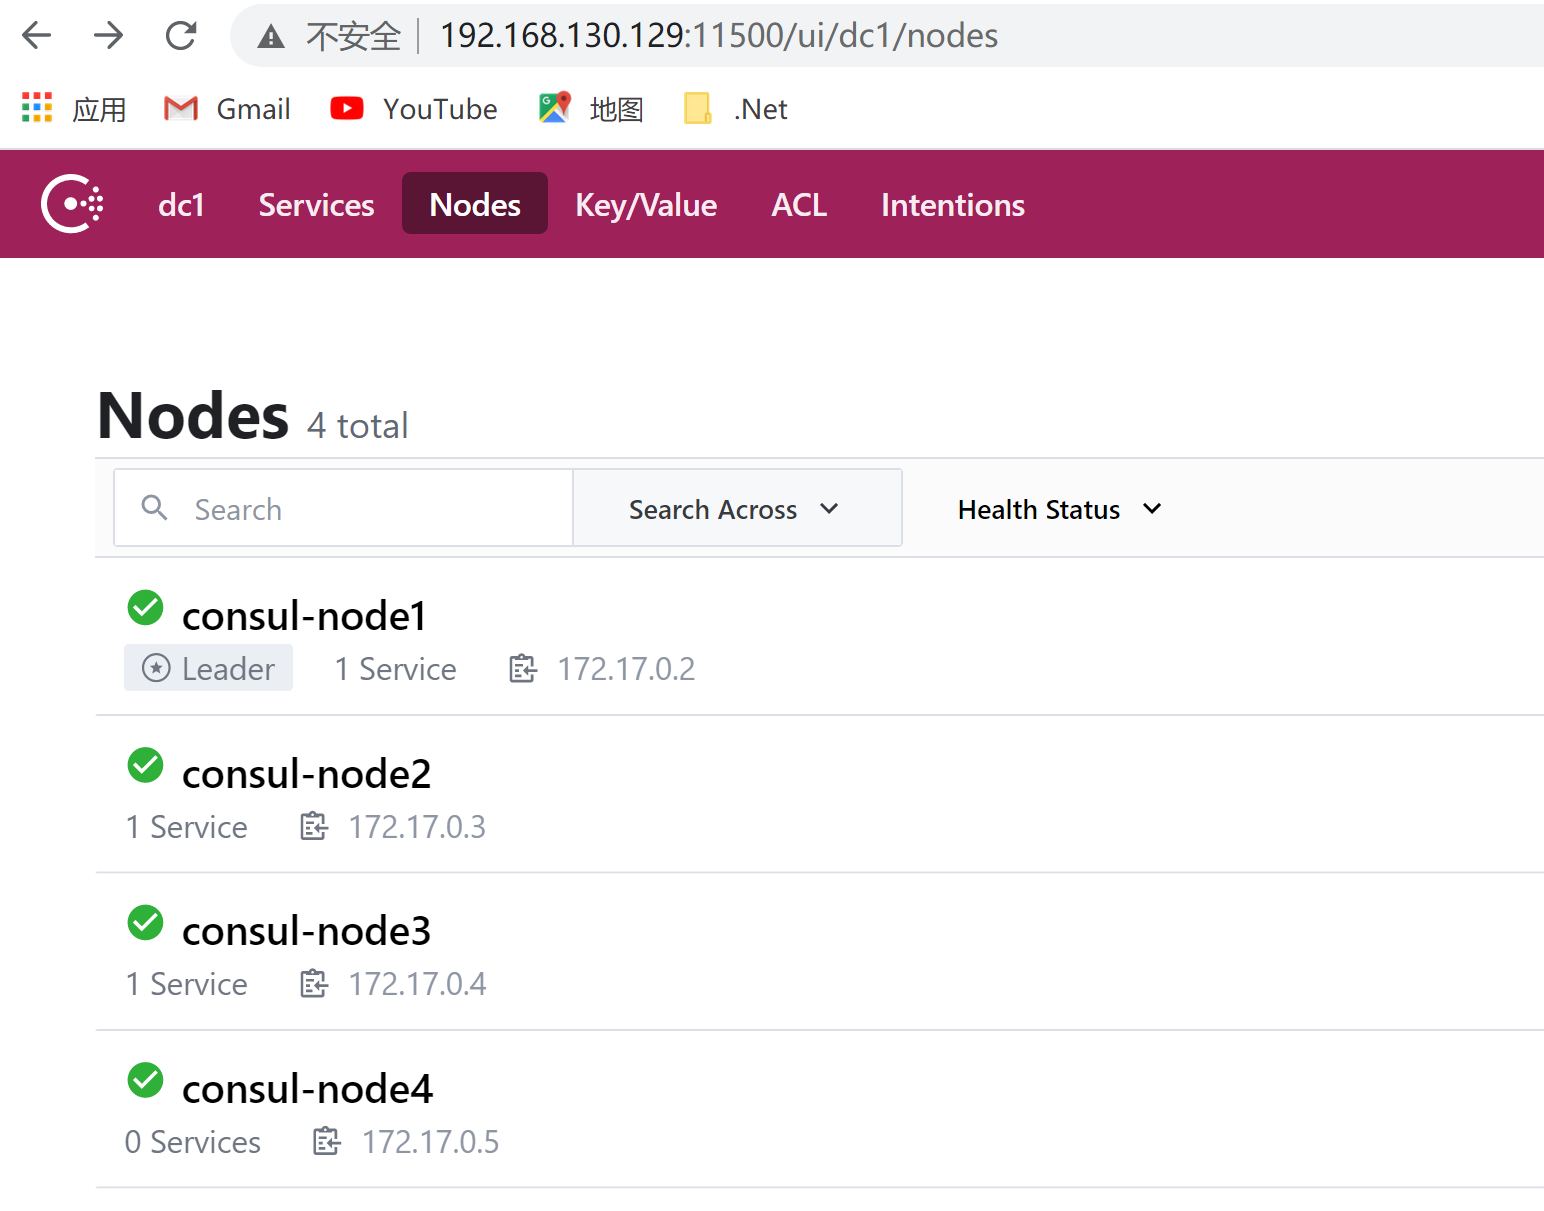 不安全 192.168.130.129:11500/ui/dc1/nodes
应用 Gmail YouTube 地图 .Net
dc1 Services Nodes Key/Value ACL Intentions
Nodes 4 total
Search Search Across Health Status
consul-node1
Leader 1 Service 172.17.0.2
consul-node2
1 Service 172.17.0.3
consul-node3
1 Service 172.17.0.4
consul-node4
0 Services 172.17.0.5